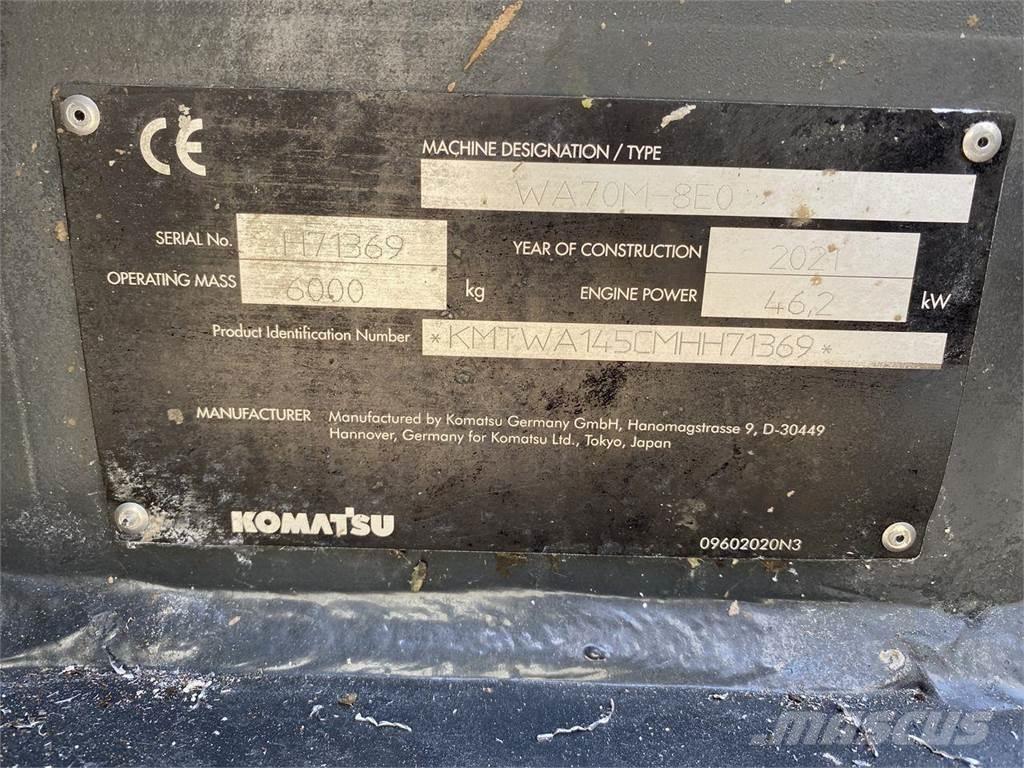 CE
MACHINE DESIGNATION / TYPE
WA70M-8E0
SERIAL No. H71369
YEAR OF CONSTRUCTION 2021
OPERATING MASS 6000 kg
ENGINE POWER 46,2 kW
Product Identification Number *KMTWA145CMHH71369*
MANUFACTURER Manufactured by Komatsu Germany GmbH, Hanomagstrasse 9, D-30449
Hannover, Germany for Komatsu Ltd., Tokyo, Japan
KOMATSU
09602020N3
MASCUS